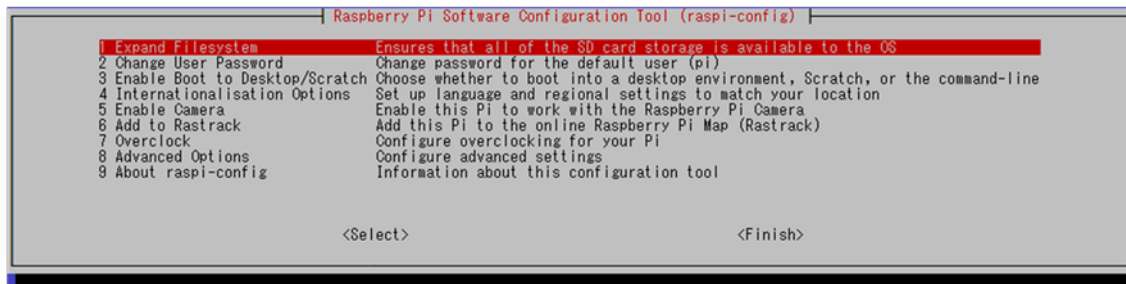 Raspberry Pi Software Configuration Tool (raspi-config)
1 Expand Filesystem Ensures that all of the SD card storage is available to the OS
2 Change User Password Change password for the default user (pi)
3 Enable Boot to Desktop/Scratch Choose whether to boot into a desktop environment, Scratch, or the command-line
4 Internationalisation Options Set up language and regional settings to match your location
5 Enable Camera Enable this Pi to work with the Raspberry Pi Camera
6 Add to Rastrack Add this Pi to the online Raspberry Pi Map (Rastrack)
7 Overclock Configure overclocking for your Pi
8 Advanced Options Configure advanced settings
9 About raspi-config Information about this configuration tool
<Select> <Finish>